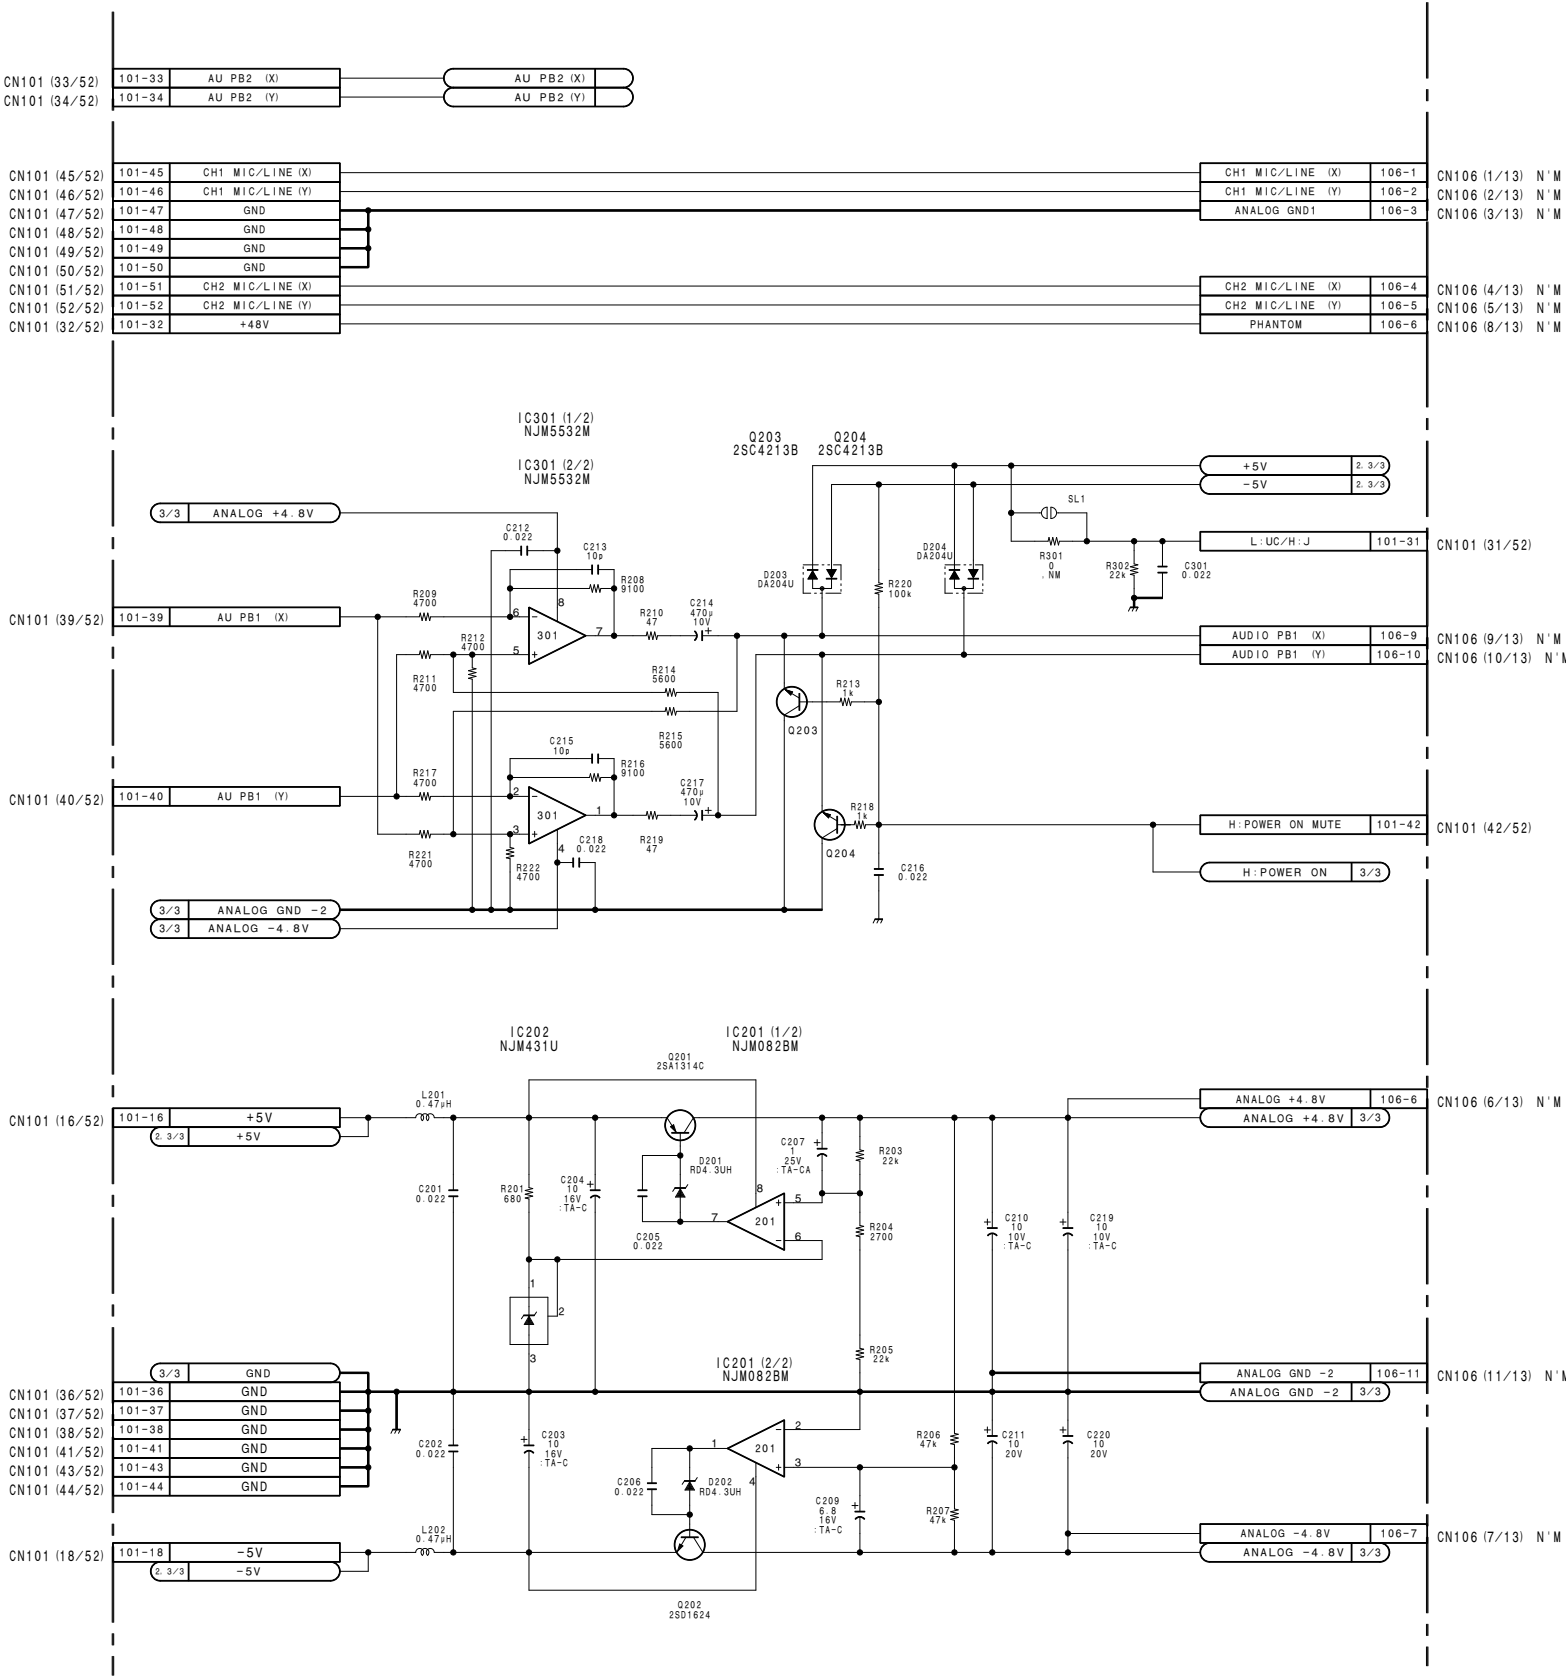 CN101 (33/52) 101-33 AU PB2 (X) AU PB2 (X)
CN101 (34/52) 101-34 AU PB2 (Y) AU PB2 (Y)
CN101 (45/52) 101-45 CH1 MIC/LINE (X) CH1 MIC/LINE (X) 106-1 CN106 (1/13) N'M
CN101 (46/52) 101-46 CH1 MIC/LINE (Y) CH1 MIC/LINE (Y) 106-2 CN106 (2/13) N'M
CN101 (47/52) 101-47 GND ANALOG GND1 106-3 CN106 (3/13) N'M
CN101 (48/52) 101-48 GND
CN101 (49/52) 101-49 GND
CN101 (50/52) 101-50 GND
CN101 (51/52) 101-51 CH2 MIC/LINE (X) CH2 MIC/LINE (X) 106-4 CN106 (4/13) N'M
CN101 (52/52) 101-52 CH2 MIC/LINE (Y) CH2 MIC/LINE (Y) 106-5 CN106 (5/13) N'M
CN101 (32/52) 101-32 +48V PHANTOM 106-6 CN106 (8/13) N'M
IC301 (1/2)
NJM5532M
IC301 (2/2)
NJM5532M
Q203
2SC4213B
Q204
2SC4213B
+5V 2. 3/3
-5V 2. 3/3
3/3 ANALOG +4.8V
SL1
C212
0.022
C213
10p
R208
9100
D203
DA204U
R220
100k
D204
DA204U
R301
0
.NM
R302
22k
C301
0.022
L:UC/H:J 101-31 CN101 (31/52)
CN101 (39/52) 101-39 AU PB1 (X)
R209
4700
R212
4700
R211
4700
6
5
8
7
-
+
301
R210
47
C214
470μ
10V
+
AUDIO PB1 (X) 106-9 CN106 (9/13) N'M
AUDIO PB1 (Y) 106-10 CN106 (10/13) N'M
R214
5600
R215
5600
R213
1k
Q203
C215
10p
R216
9100
CN101 (40/52) 101-40 AU PB1 (Y)
R217
4700
R221
4700
2
3
4
1
-
+
301
R222
4700
C218
0.022
R219
47
C217
470μ
10V
+
R218
1k
Q204
C216
0.022
H:POWER ON MUTE 101-42 CN101 (42/52)
H:POWER ON 3/3
3/3 ANALOG GND -2
3/3 ANALOG -4.8V
IC202
NJM431U
IC201 (1/2)
NJM082BM
Q201
2SA1314C
L201
0.47μH
CN101 (16/52) 101-16 +5V
2. 3/3 +5V
ANALOG +4.8V 106-6 CN106 (6/13) N'M
ANALOG +4.8V 3/3
C201
0.022
R201
680
C204
10
16V
:TA-C
+
D201
RD4.3UH
C205
0.022
C207
1
25V
:TA-CA
+
R203
22k
R204
2700
8
5
6
7
+
-
201
C210
10
10V
:TA-C
+
C219
10
10V
:TA-C
+
1
2
3
R205
22k
IC201 (2/2)
NJM082BM
3/3 GND
CN101 (36/52) 101-36 GND
CN101 (37/52) 101-37 GND
CN101 (38/52) 101-38 GND
CN101 (41/52) 101-41 GND
CN101 (43/52) 101-43 GND
CN101 (44/52) 101-44 GND
ANALOG GND -2 106-11 CN106 (11/13) N'M
ANALOG GND -2 3/3
C202
0.022
C203
10
16V
:TA-C
+
C206
0.022
D202
RD4.3UH
1
2
3
4
-
+
201
C209
6.8
16V
:TA-C
+
R206
47k
R207
47k
C211
10
20V
+
C220
10
20V
+
L202
0.47μH
CN101 (18/52) 101-18 -5V
2. 3/3 -5V
ANALOG -4.8V 106-7 CN106 (7/13) N'M
ANALOG -4.8V 3/3
Q202
2SD1624